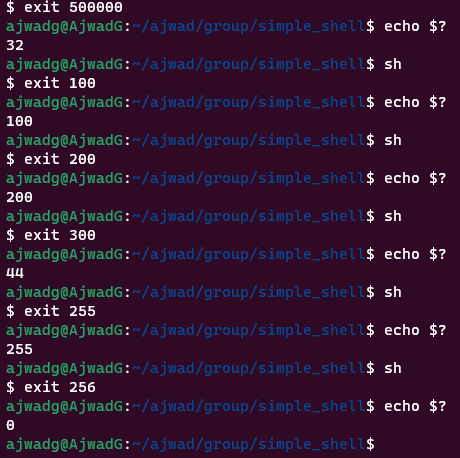 $ exit 500000
ajwadg@AjwadG:~/ajwad/group/simple_shell$ echo $?
32
ajwadg@AjwadG:~/ajwad/group/simple_shell$ sh
$ exit 100
ajwadg@AjwadG:~/ajwad/group/simple_shell$ echo $?
100
ajwadg@AjwadG:~/ajwad/group/simple_shell$ sh
$ exit 200
ajwadg@AjwadG:~/ajwad/group/simple_shell$ echo $?
200
ajwadg@AjwadG:~/ajwad/group/simple_shell$ sh
$ exit 300
ajwadg@AjwadG:~/ajwad/group/simple_shell$ echo $?
44
ajwadg@AjwadG:~/ajwad/group/simple_shell$ sh
$ exit 255
ajwadg@AjwadG:~/ajwad/group/simple_shell$ echo $?
255
ajwadg@AjwadG:~/ajwad/group/simple_shell$ sh
$ exit 256
ajwadg@AjwadG:~/ajwad/group/simple_shell$ echo $?
0
ajwadg@AjwadG:~/ajwad/group/simple_shell$